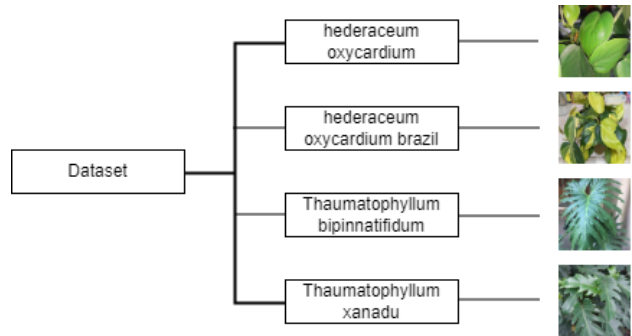 hederaceum
oxycardium
hederaceum
oxycardium brazil
Dataset
Thaumatophyllum
bipinnatifidum
Thaumatophyllum
xanadu